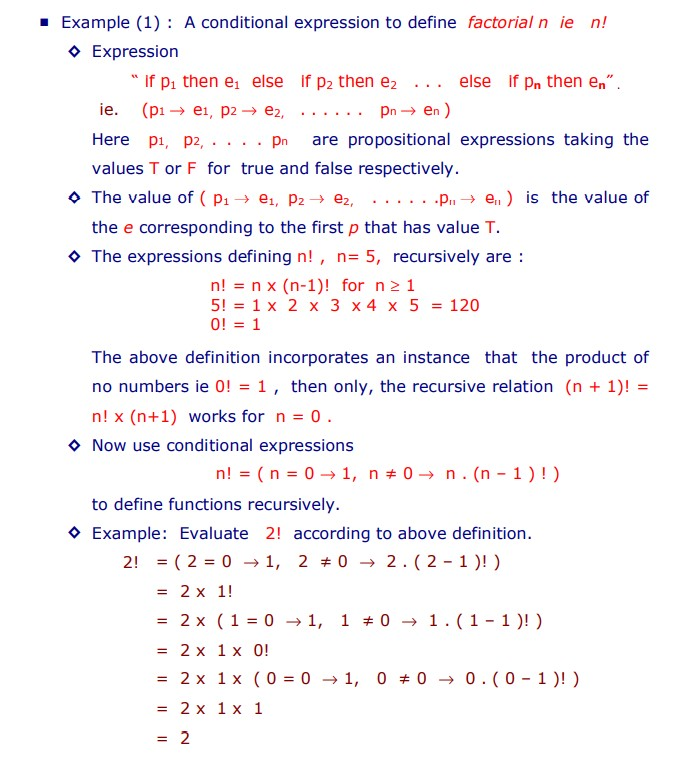 ▪ Example (1) : A conditional expression to define factorial n ie n!
◊ Expression
“ If p₁ then e₁ else if p₂ then e₂ . . . else if pₙ then eₙ” .
ie. (p₁ → e₁, p₂ → e₂, . . . . . . pₙ → eₙ )
Here p₁, p₂, . . . . pₙ are propositional expressions taking the
values T or F for true and false respectively.
◊ The value of ( p₁ → e₁, p₂ → e₂, . . . . . .pₙ → eₙ ) is the value of
the e corresponding to the first p that has value T.
◊ The expressions defining n! , n= 5, recursively are :
n! = n x (n-1)! for n ≥ 1
5! = 1 x 2 x 3 x 4 x 5 = 120
0! = 1
The above definition incorporates an instance that the product of
no numbers ie 0! = 1 , then only, the recursive relation (n + 1)! =
n! x (n+1) works for n = 0 .
◊ Now use conditional expressions
n! = ( n = 0 → 1, n ≠ 0 → n . (n – 1 ) ! )
to define functions recursively.
◊ Example: Evaluate 2! according to above definition.
2! = ( 2 = 0 → 1, 2 ≠ 0 → 2 . ( 2 – 1 )! )
= 2 x 1!
= 2 x ( 1 = 0 → 1, 1 ≠ 0 → 1 . ( 1 – 1 )! )
= 2 x 1 x 0!
= 2 x 1 x ( 0 = 0 → 1, 0 ≠ 0 → 0 . ( 0 – 1 )! )
= 2 x 1 x 1
= 2